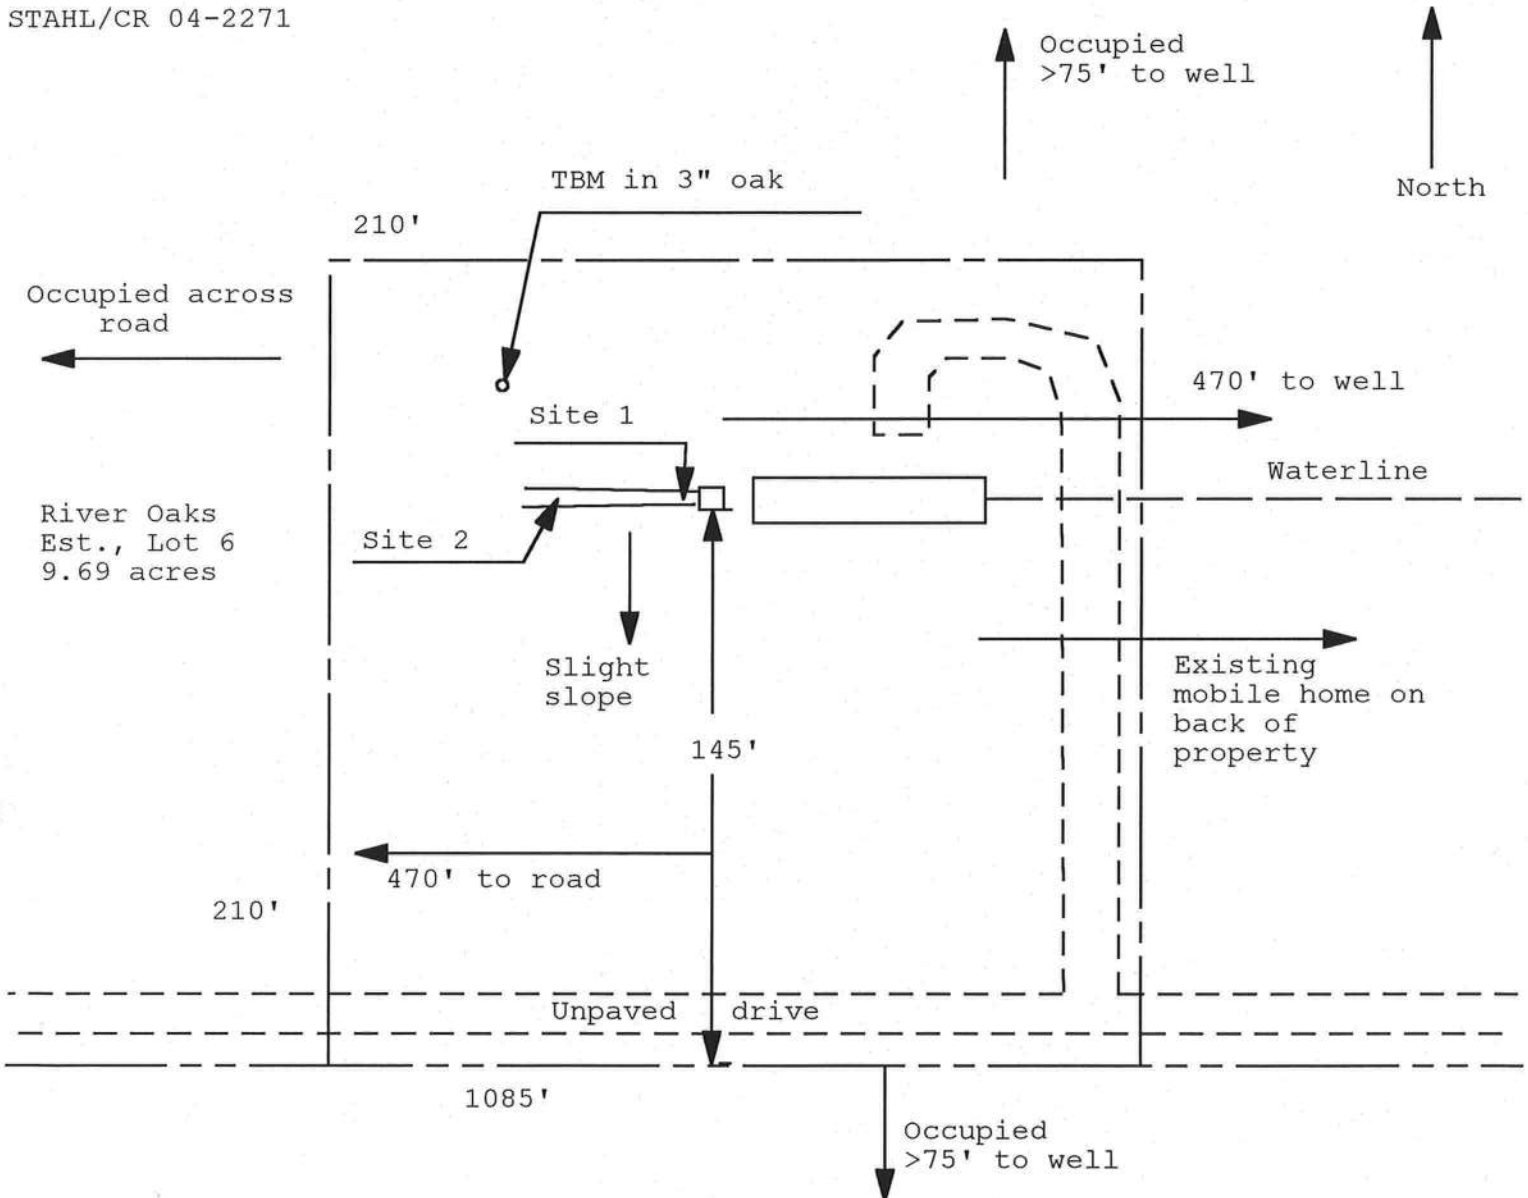 STAHL/CR 04-2271
Occupied
>75' to well
North
TBM in 3" oak
210'
Occupied across
road
470' to well
Site 1
Waterline
River Oaks
Est., Lot 6
9.69 acres
Site 2
Slight
slope
Existing
mobile home on
back of
property
145'
470' to road
210'
Unpaved drive
1085'
Occupied
>75' to well